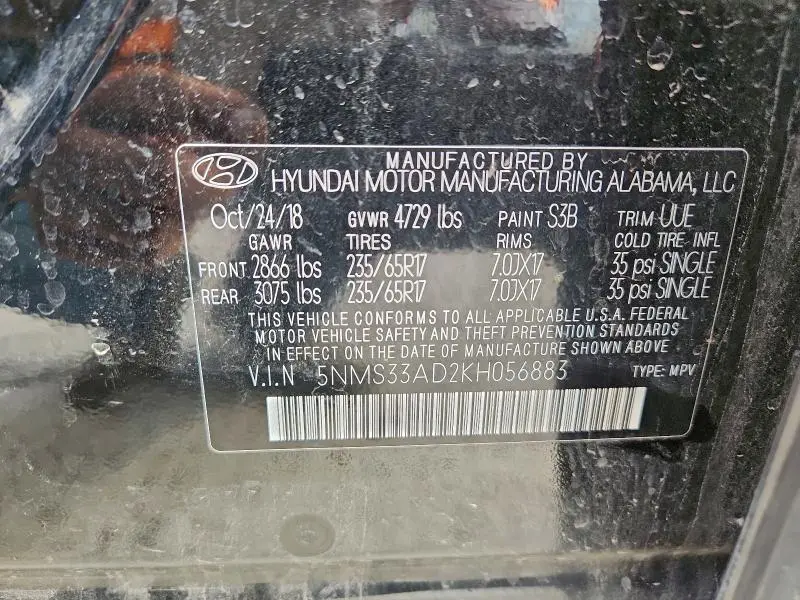 MANUFACTURED BY
HYUNDAI MOTOR MANUFACTURING ALABAMA, LLC
Oct/24/18 GVWR 4729 lbs PAINT S3B TRIM UUE
GAWR TIRES RIMS COLD TIRE INFL
FRONT 2866 lbs 235/65R17 7.0JX17 35 psi SINGLE
REAR 3075 lbs 235/65R17 7.0JX17 35 psi SINGLE
THIS VEHICLE CONFORMS TO ALL APPLICABLE U.S.A. FEDERAL
MOTOR VEHICLE SAFETY AND THEFT PREVENTION STANDARDS
IN EFFECT ON THE DATE OF MANUFACTURE SHOWN ABOVE.
V.I.N 5NMS33AD2KH056883 TYPE: MPV